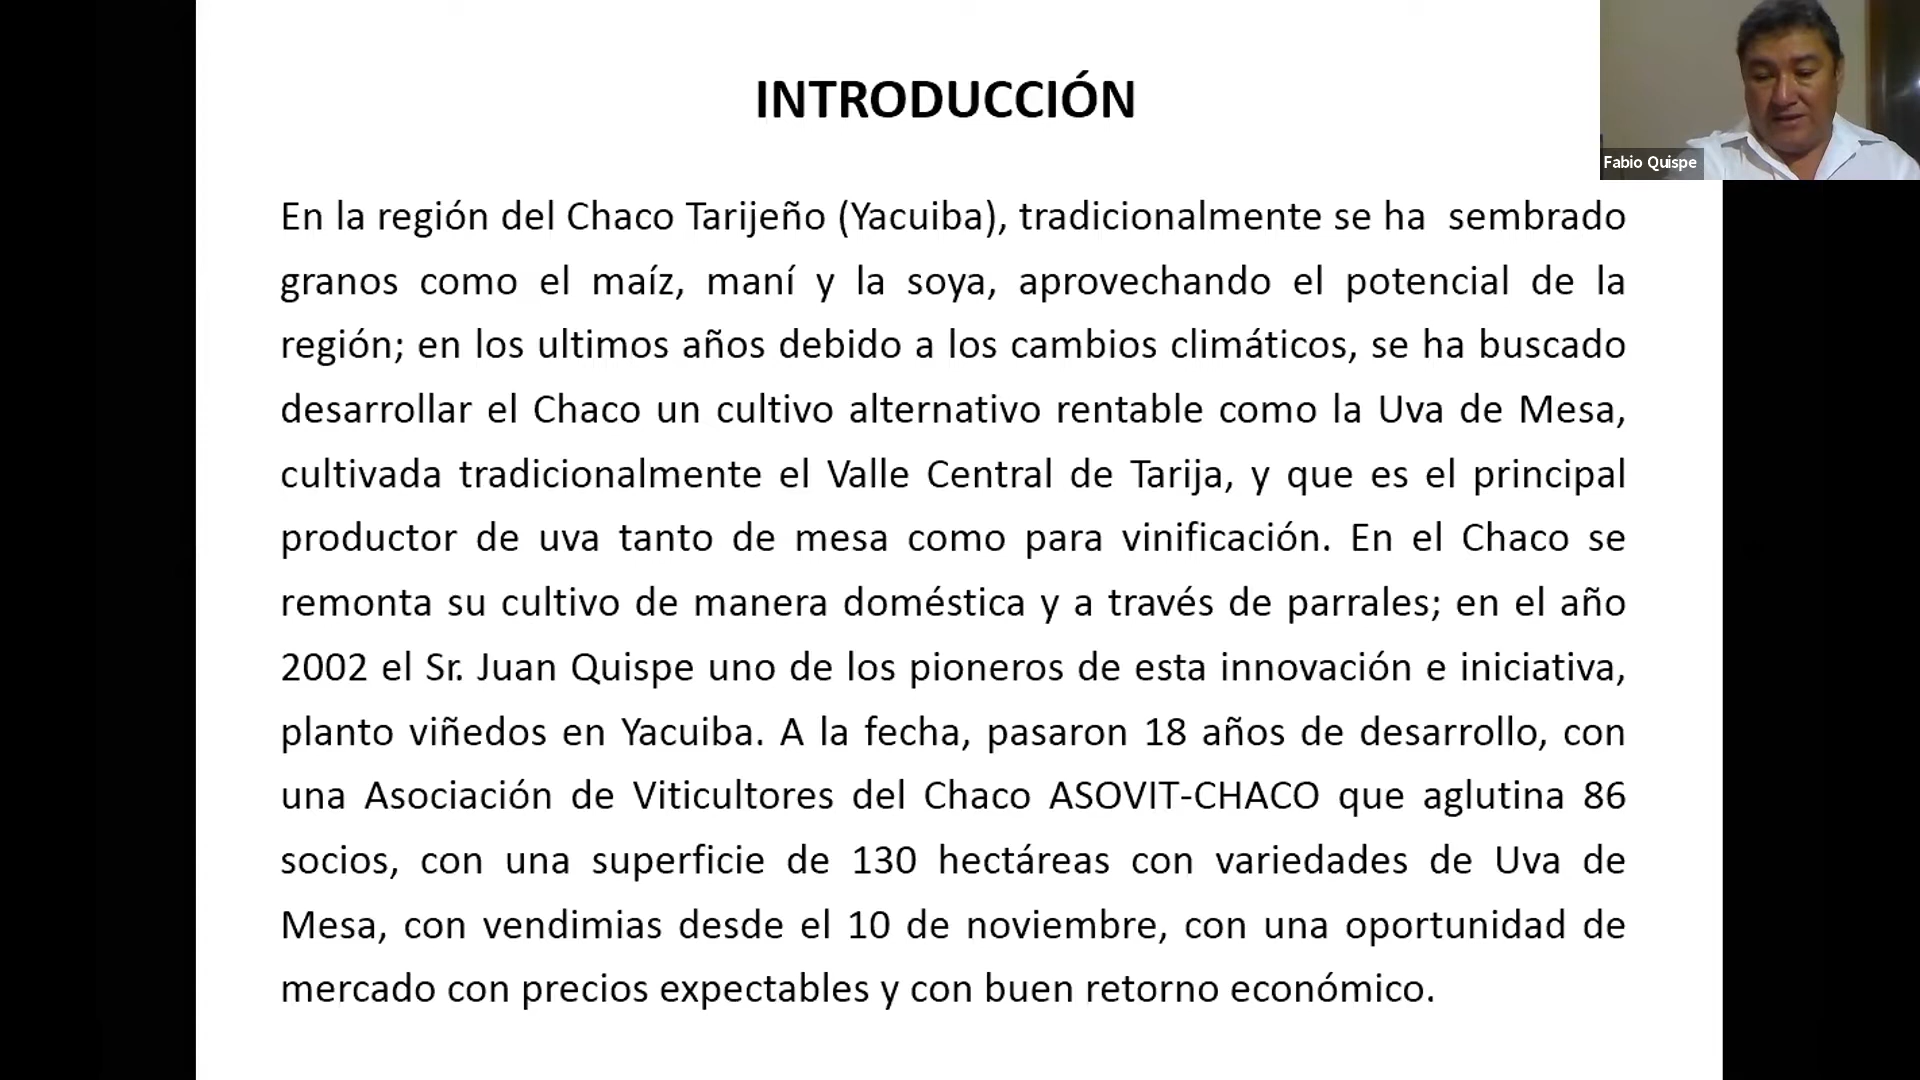 INTRODUCCIÓN
Fabio Quispe
En la región del Chaco Tarijeño (Yacuiba), tradicionalmente se ha  sembrado
granos como el maíz, maní y la soya, aprovechando el potencial de la
región; en los ultimos años debido a los cambios climáticos, se ha buscado
desarrollar el Chaco un cultivo alternativo rentable como la Uva de Mesa,
cultivada tradicionalmente el Valle Central de Tarija, y que es el principal
productor de uva tanto de mesa como para vinificación. En el Chaco se
remonta su cultivo de manera doméstica y a través de parrales; en el año
2002 el Sr. Juan Quispe uno de los pioneros de esta innovación e iniciativa,
planto viñedos en Yacuiba. A la fecha, pasaron 18 años de desarrollo, con
una Asociación de Viticultores del Chaco ASOVIT-CHACO que aglutina 86
socios, con una superficie de 130 hectáreas con variedades de Uva de
Mesa, con vendimias desde el 10 de noviembre, con una oportunidad de
mercado con precios expectables y con buen retorno económico.